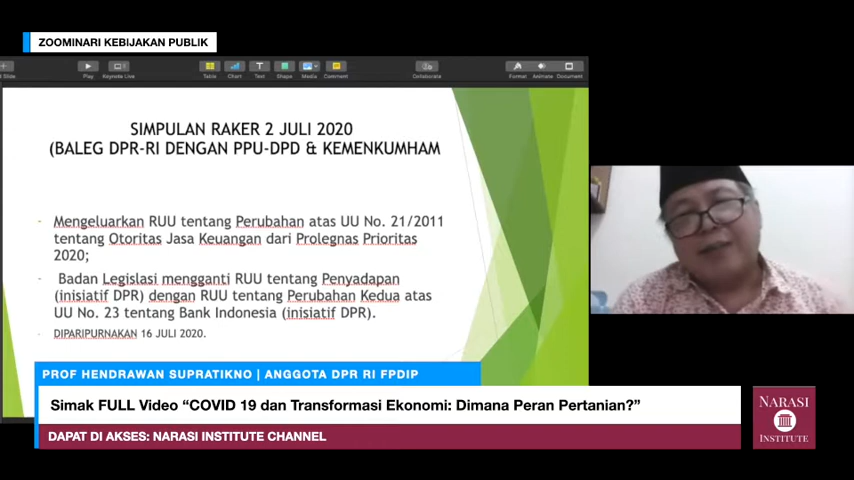 ZOOMINARI KEBIJAKAN PUBLIK
Play
Keynote Live
Table
Chart
Text
Shape
Media
Comment
Collaborate
Format
Animate
Document
SIMPULAN RAKER 2 JULI 2020
(BALEG DPR-RI DENGAN PPU-DPD & KEMENKUMHAM
- Mengeluarkan RUU tentang Perubahan atas UU No. 21/2011
tentang Otoritas Jasa Keuangan dari Prolegnas Prioritas
2020;
- Badan Legislasi mengganti RUU tentang Penyadapan
(inisiatif DPR) dengan RUU tentang Perubahan Kedua atas
UU No. 23 tentang Bank Indonesia (inisiatif DPR).
- DIPARIPURNAKAN 16 JULI 2020.
PROF HENDRAWAN SUPRATIKNO | ANGGOTA DPR RI FPDIP
Simak FULL Video “COVID 19 dan Transformasi Ekonomi: Dimana Peran Pertanian?”
DAPAT DI AKSES: NARASI INSTITUTE CHANNEL
NARASI
INSTITUTE